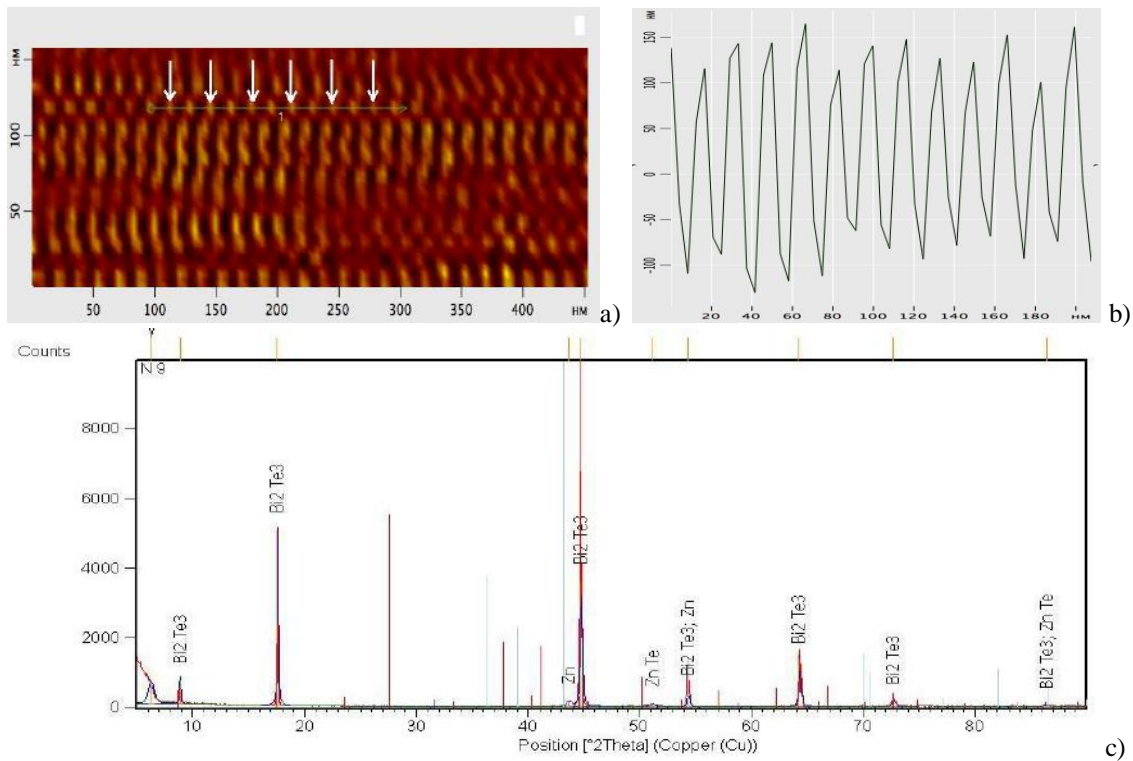 нм
100
50
1
50 100 150 200 250 300 350 400 нм
a)
нм
150
100
50
0
-50
-100
20 40 60 80 100 120 140 160 180 нм
b)
Counts
N 9
8000
6000
4000
2000
0
Bi2 Te3
Bi2 Te3
Zn
Bi2 Te3
Zn Te
Bi2 Te3; Zn
Bi2 Te3
Bi2 Te3
Bi2 Te3; Zn Te
10 20 30 40 50 60 70 80
Position [°2Theta] (Copper (Cu))
c)